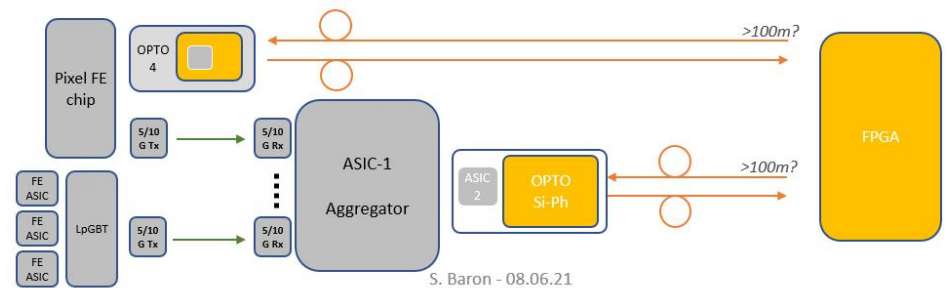 OPTO
4
>100m?
Pixel FE
chip
5/10
G Tx
5/10
G Rx
ASIC-1
Aggregator
FPGA
ASIC
2
OPTO
Si-Ph
>100m?
FE
ASIC
FE
ASIC
FE
ASIC
LpGBT
5/10
G Tx
5/10
G Rx
S. Baron - 08.06.21